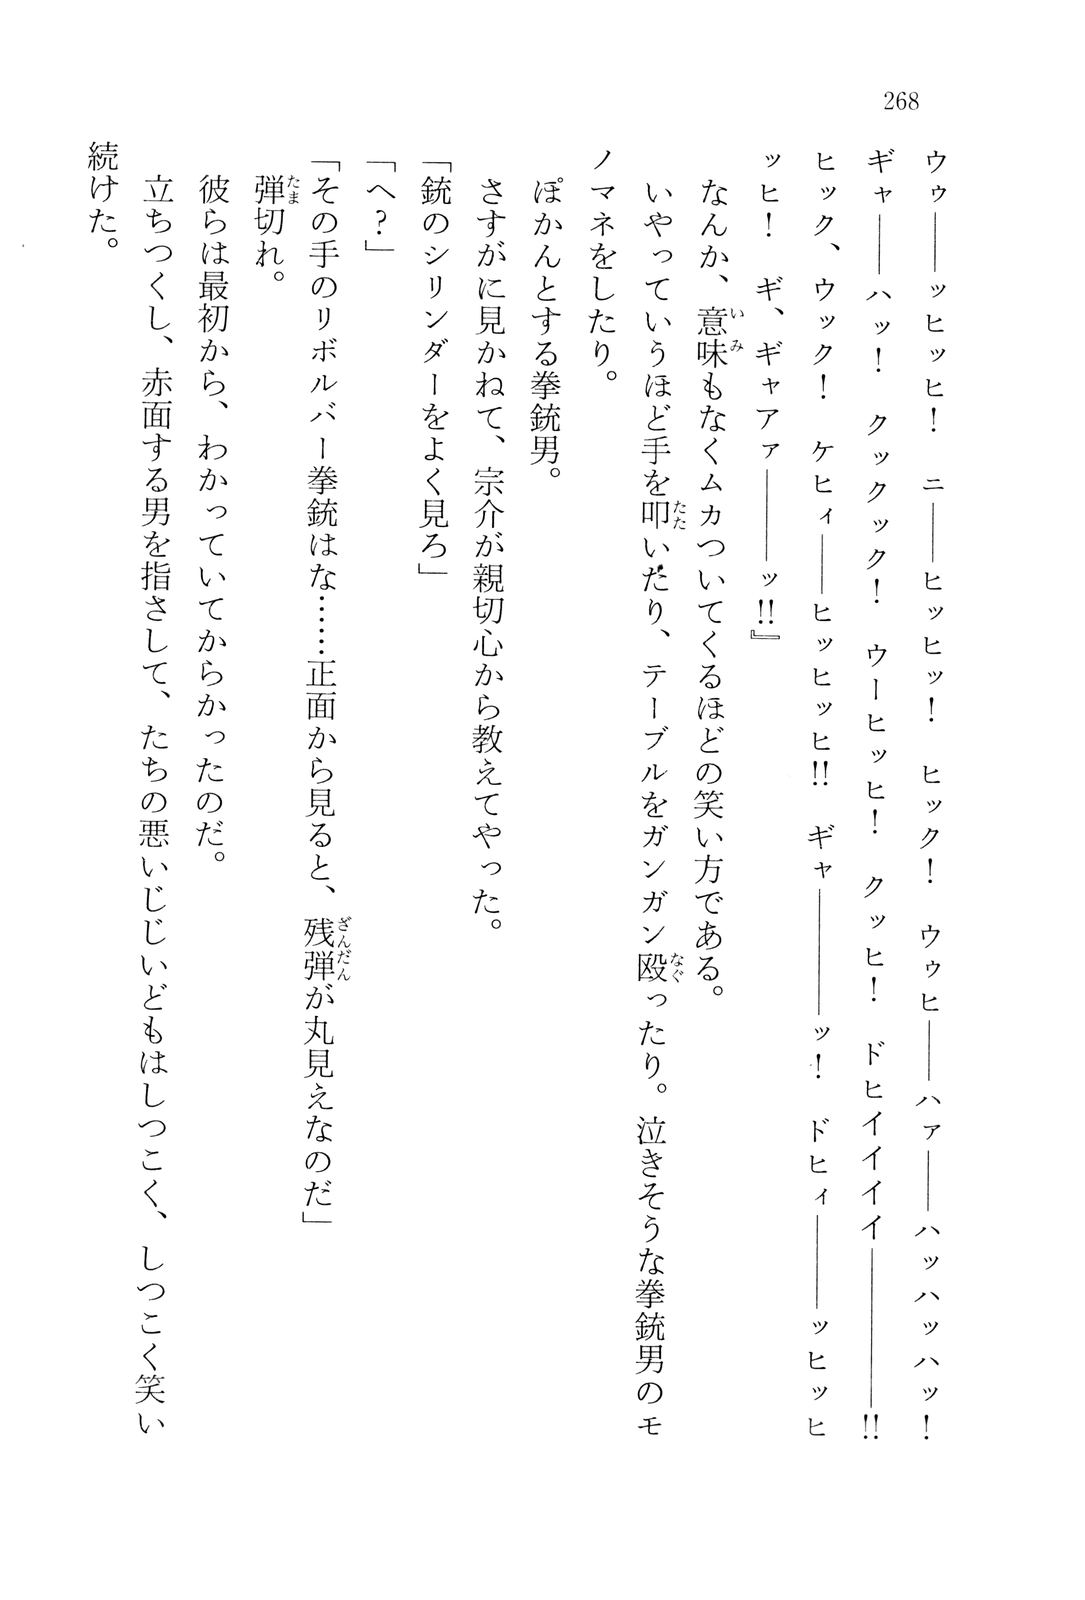 268
ウゥ――ッヒッヒ！　ニ――ヒッヒッ！　ヒック！　ウゥヒ――ハァ――ハッハッハッ！
ギャ――ハッ！　クックック！　ウーヒッヒ！　クッヒ！　ドヒイイイイ―――――!!
ヒック、ウック！　ケヒィ――ヒッヒッヒ!!　ギャ――――ッ！　ドヒィ―――ッヒッヒ
ッヒ！　ギ、ギャアァ―――ッ!!』
なんか、意味もなくムカついてくるほどの笑い方である。
いやっていうほど手を叩いたり、テーブルをガンガン殴ったり。泣きそうな拳銃男のモ
ノマネをしたり。
ぽかんとする拳銃男。
さすがに見かねて、宗介が親切心から教えてやった。
「銃のシリンダーをよく見ろ」
「へ？」
「その手のリボルバー拳銃はな……正面から見ると、残弾が丸見えなのだ」
弾切れ。
彼らは最初から、わかっていてからかったのだ。
立ちつくし、赤面する男を指さして、たちの悪いじじいどもはしつこく、しつこく笑い
続けた。